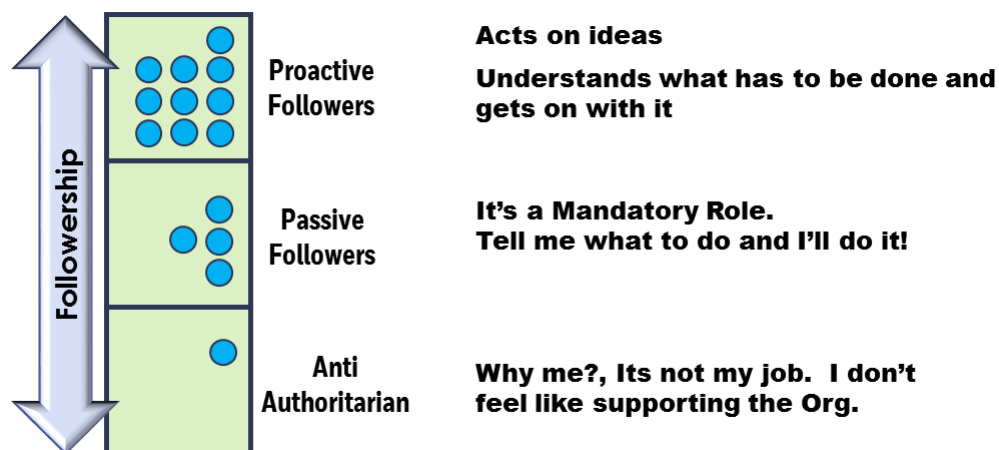 Followership
Proactive
Followers
Acts on ideas
Understands what has to be done and
gets on with it
Passive
Followers
It’s a Mandatory Role.
Tell me what to do and I’ll do it!
Anti
Authoritarian
Why me?, Its not my job.  I don’t
feel like supporting the Org.